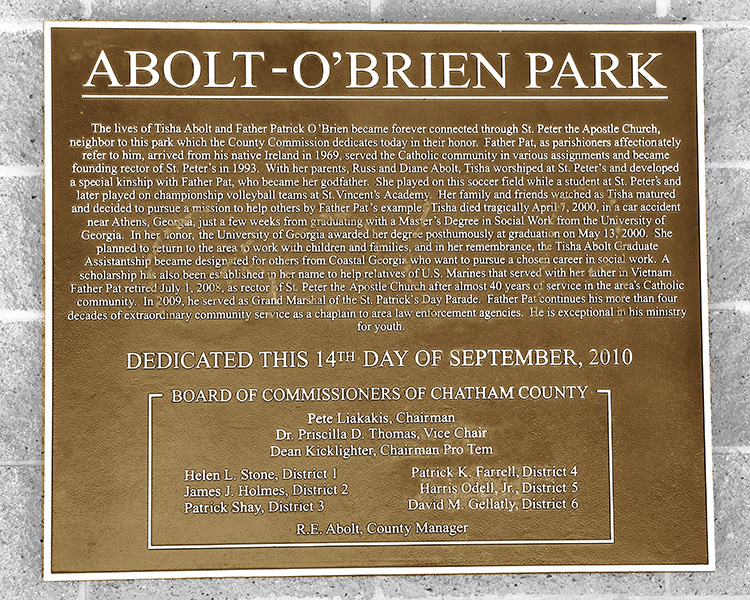 ABOLT-O'BRIEN PARK
The lives of Tisha Abolt and Father Patrick O'Brien became forever connected through St. Peter the Apostle Church,
neighbor to this park which the County Commission dedicates today in their honor. Father Pat, as parishioners affectionately
refer to him, arrived from his native Ireland in 1969, served the Catholic community in various assignments and became
founding rector of St. Peter's in 1993. With her parents, Russ and Diane Abolt, Tisha worshiped at St. Peter's and developed
a special kinship with Father Pat, who became her godfather. She played on this soccer field while a student at St. Peter's and
later played on championship volleyball teams at St. Vincent's Academy. Her family and friends watched as Tisha matured
and decided to pursue a mission to help others by Father Pat's example. Tisha died tragically April 7, 2000, in a car accident
near Athens, Georgia, just a few weeks from graduating with a Master's Degree in Social Work from the University of
Georgia. In her honor, the University of Georgia awarded her degree posthumously at graduation on May 13, 2000. She
planned to return to the area to work with children and families, and in her remembrance, the Tisha Abolt Graduate
Assistantship became designated for others from Coastal Georgia who want to pursue a chosen career in social work. A
scholarship has also been established in her name to help relatives of U.S. Marines that served with her father in Vietnam.
Father Pat retired July 1, 2008, as rector of St. Peter the Apostle Church after almost 40 years of service in the area's Catholic
community. In 2009, he served as Grand Marshal of the St. Patrick's Day Parade. Father Pat continues his more than four
decades of extraordinary community service as a chaplain to area law enforcement agencies. He is exceptional in his ministry
for youth.
DEDICATED THIS 14TH DAY OF SEPTEMBER, 2010
BOARD OF COMMISSIONERS OF CHATHAM COUNTY
Pete Liakakis, Chairman
Dr. Priscilla D. Thomas, Vice Chair
Dean Kicklighter, Chairman Pro Tem
Helen L. Stone, District 1
James J. Holmes, District 2
Patrick Shay, District 3
Patrick K. Farrell, District 4
Harris Odell, Jr., District 5
David M. Gellatly, District 6
R.E. Abolt, County Manager